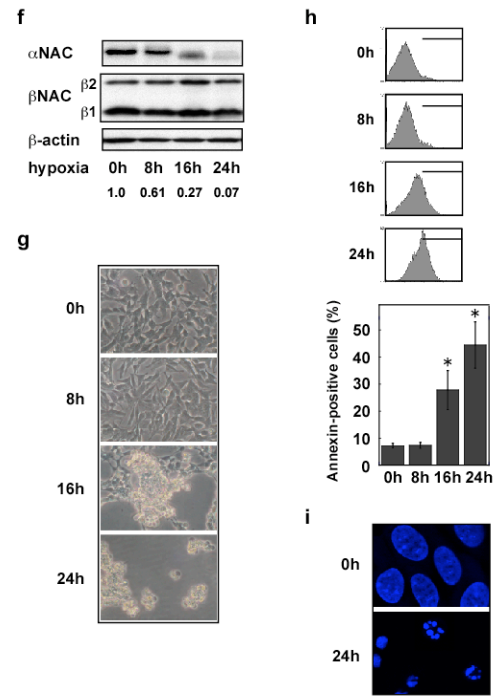 f
αNAC
βNAC β2
β1
β-actin
hypoxia 0h 8h 16h 24h
1.0 0.61 0.27 0.07
g
0h
8h
16h
24h
h
0h
8h
16h
24h
Annexin-positive cells (%)
50
40
30
20
10
0
* *
0h 8h 16h 24h
i
0h
24h